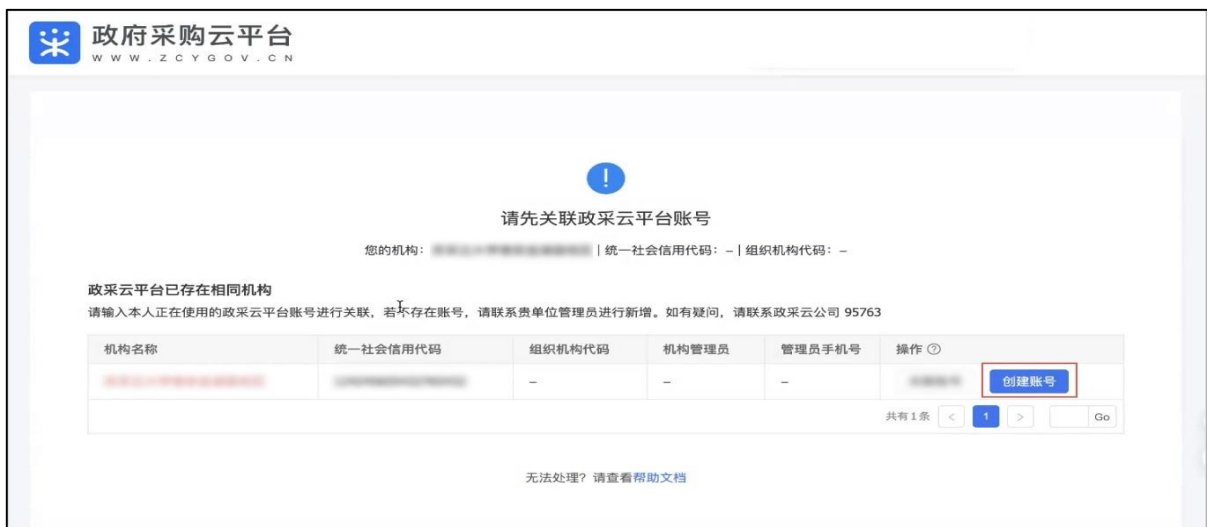 政府采购云平台
WWW.ZCYGOV.CN
!
请先关联政采云平台账号
您的机构： | 统一社会信用代码：– | 组织机构代码：–
政采云平台已存在相同机构
请输入本人正在使用的政采云平台账号进行关联，若不存在账号，请联系贵单位管理员进行新增。如有疑问，请联系政采云公司 95763
机构名称 统一社会信用代码 组织机构代码 机构管理员 管理员手机号 操作 ?
– – – 创建账号
共有1条 < 1 > Go
无法处理？请查看帮助文档